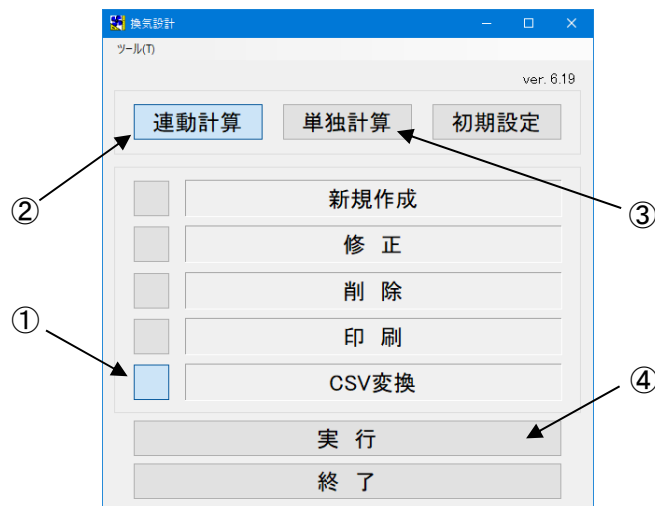 換気設計
ツール(T)
ver. 6.19
連動計算 単独計算 初期設定
②
③
新規作成
修 正
削 除
印 刷
①
CSV変換
④
実 行
終 了